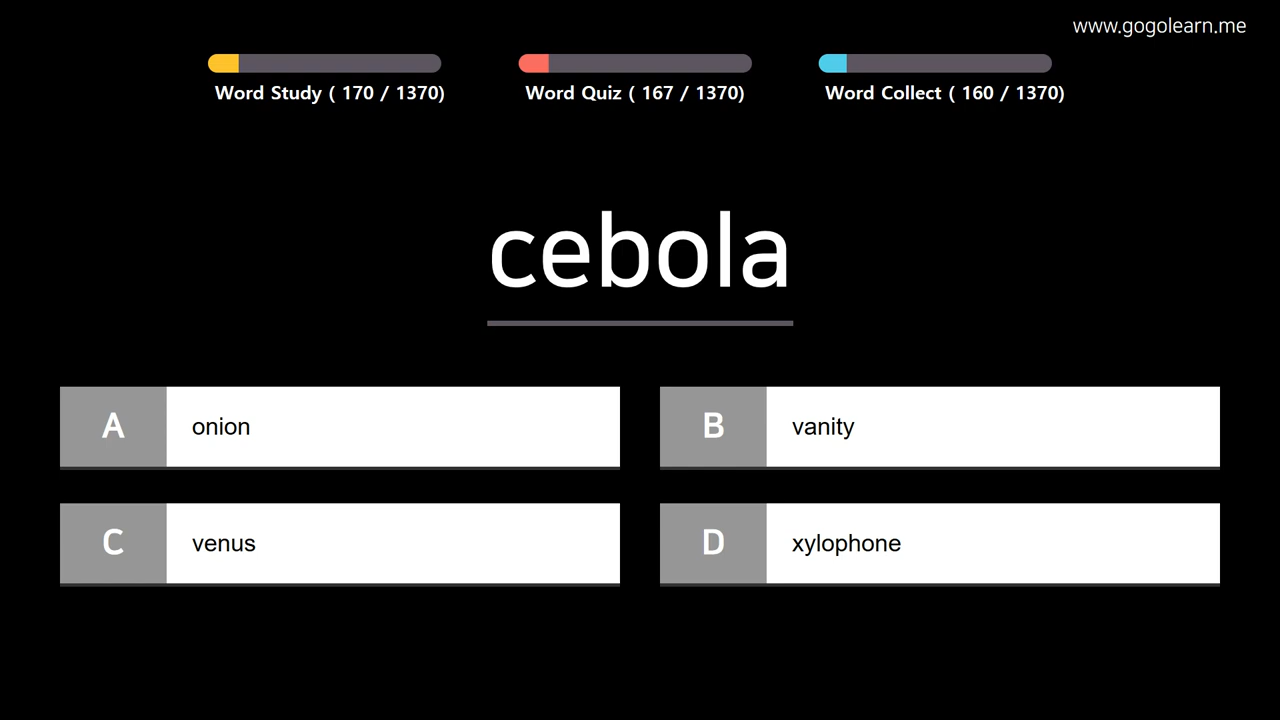 www.gogolearn.me
Word Study ( 170 / 1370)
Word Quiz ( 167 / 1370)
Word Collect ( 160 / 1370)
cebola
A onion
B vanity
C venus
D xylophone